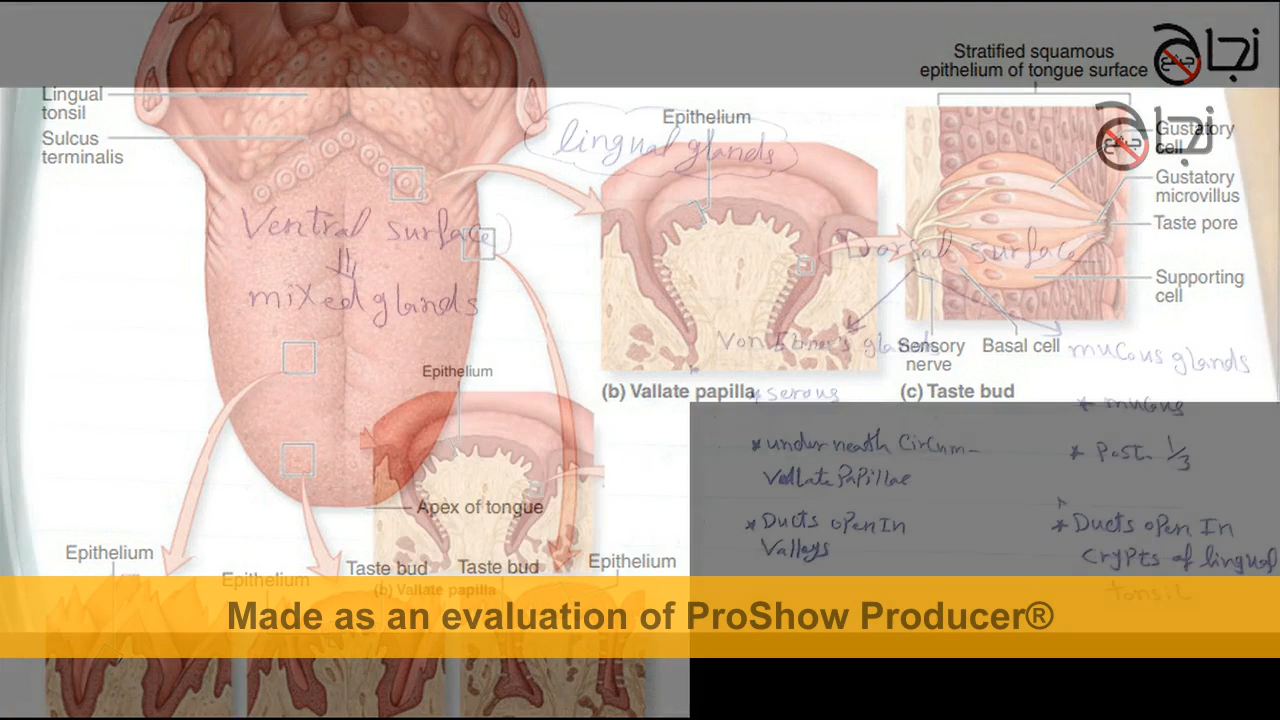 Stratified squamous
epithelium of tongue surface
نجاح
Lingual
tonsil
Sulcus
terminalis
Epithelium
نجاح
Gustatory
cell
Gustatory
microvillus
Taste pore
Supporting
cell
lingual glands
Ventral surface
mixed glands
Dorsal surface
Von Ebner's glands
mucous glands
Sensory
nerve
Basal cell
(b) Vallate papilla
(c) Taste bud
* serous
* mucous
* underneath Circum-
Vallate Papillae
* Post. 1/3
* Ducts open In
Valleys
* Ducts open In
Crypts of lingual
tonsil
Epithelium
Apex of tongue
Epithelium
Epithelium
Taste bud
Taste bud
Epithelium
(b) Vallate papilla
Made as an evaluation of ProShow Producer®